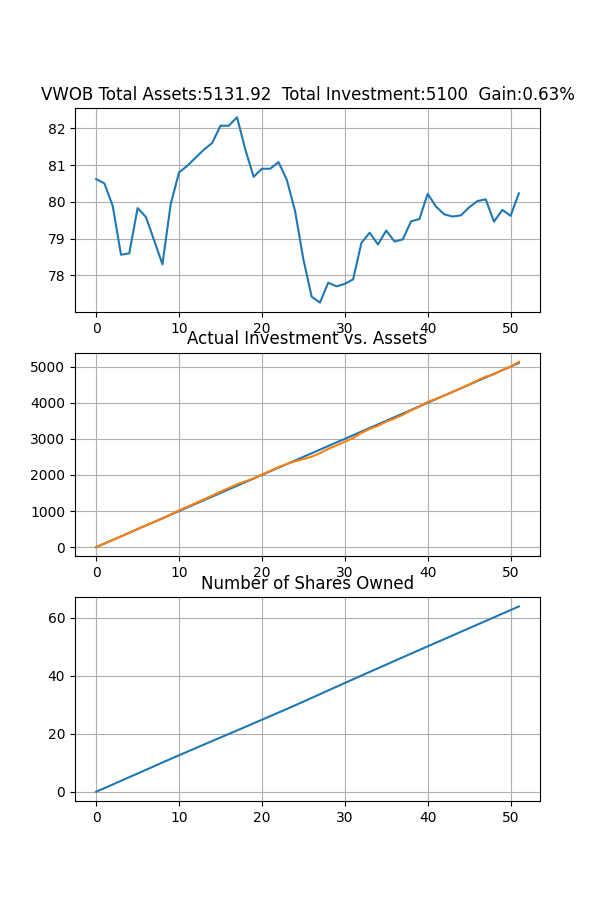 VWOB Total Assets:5131.92  Total Investment:5100  Gain:0.63%
82
81
80
79
78
0 10 20 30 40 50
Actual Investment vs. Assets
5000
4000
3000
2000
1000
0
0 10 20 30 40 50
Number of Shares Owned
60
40
20
0
0 10 20 30 40 50